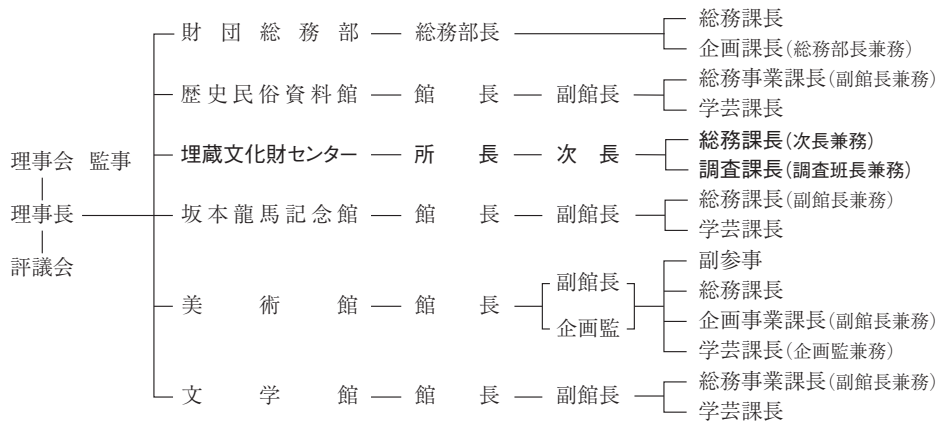 総務課長
財団総務部 総務部長
企画課長(総務部長兼務)
総務事業課長(副館長兼務)
歴史民俗資料館 館長 副館長
学芸課長
総務課長(次長兼務)
理事会 監事 埋蔵文化財センター 所長 次長
調査課長(調査班長兼務)
総務課長(副館長兼務)
理事長 坂本龍馬記念館 館長 副館長
学芸課長
評議会
副参事
副館長
総務課長
美術館 館長
企画監
企画事業課長(副館長兼務)
学芸課長(企画監兼務)
総務事業課長(副館長兼務)
文学館 館長 副館長
学芸課長